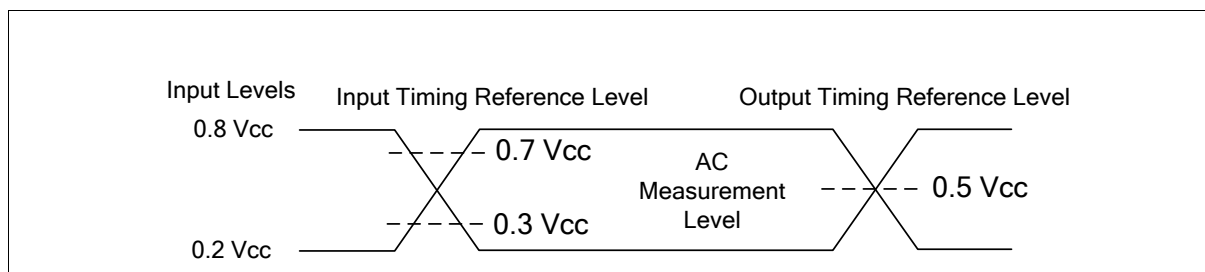 Input Levels
Input Timing Reference Level
Output Timing Reference Level
0.8 Vcc
0.7 Vcc
AC
Measurement
Level
0.5 Vcc
0.3 Vcc
0.2 Vcc